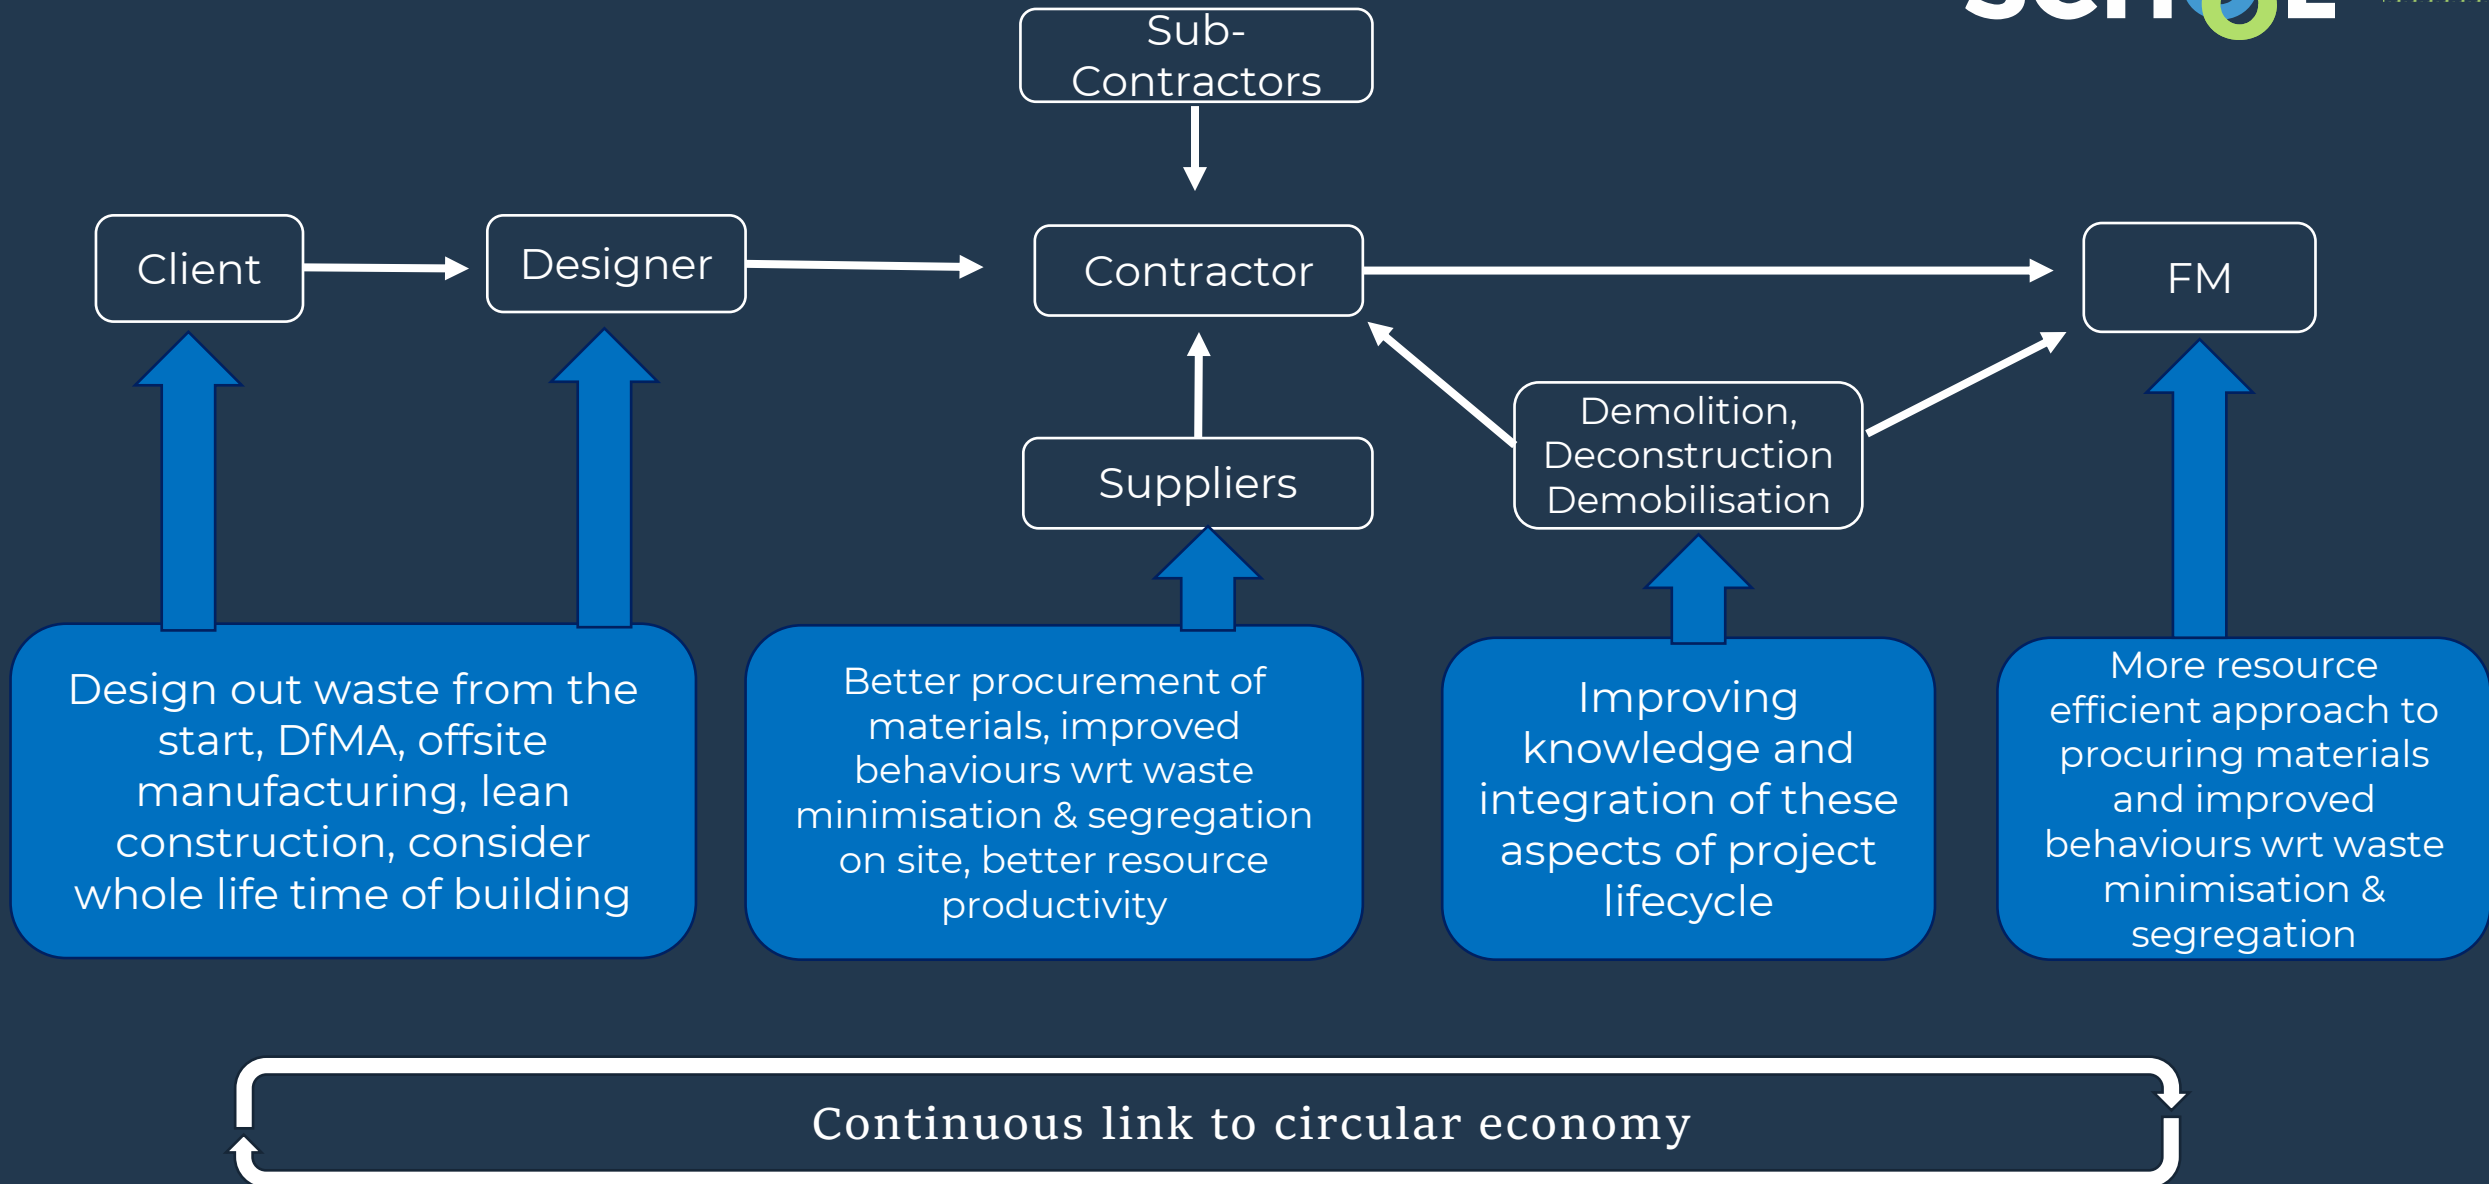 Sub-
Contractors
Client
Designer
Contractor
FM
Suppliers
Demolition,
Deconstruction
Demobilisation
Design out waste from the
start, DfMA, offsite
manufacturing, lean
construction, consider
whole life time of building
Better procurement of
materials, improved
behaviours wrt waste
minimisation & segregation
on site, better resource
productivity
Improving
knowledge and
integration of these
aspects of project
lifecycle
More resource
efficient approach to
procuring materials
and improved
behaviours wrt waste
minimisation &
segregation
Continuous link to circular economy